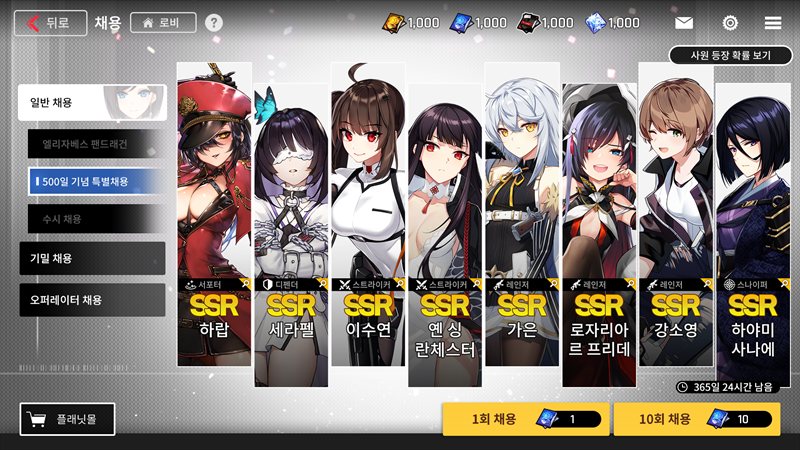 뒤로
채용
로비
?
1,000
1,000
1,000
1,000
사원 등장 확률 보기
일반 채용
엘리자베스 팬드래건
500일 기념 특별채용
수시 채용
기밀 채용
오퍼레이터 채용
서포터
SSR
하랍
디펜더
SSR
세라펠
스트라이커
SSR
이수연
스트라이커
SSR
옌 싱
란체스터
레인저
SSR
가은
레인저
SSR
로자리아
르 프리데
레인저
SSR
강소영
스나이퍼
SSR
하야미
사나에
365일 24시간 남음
플래닛몰
1회 채용
1
10회 채용
10